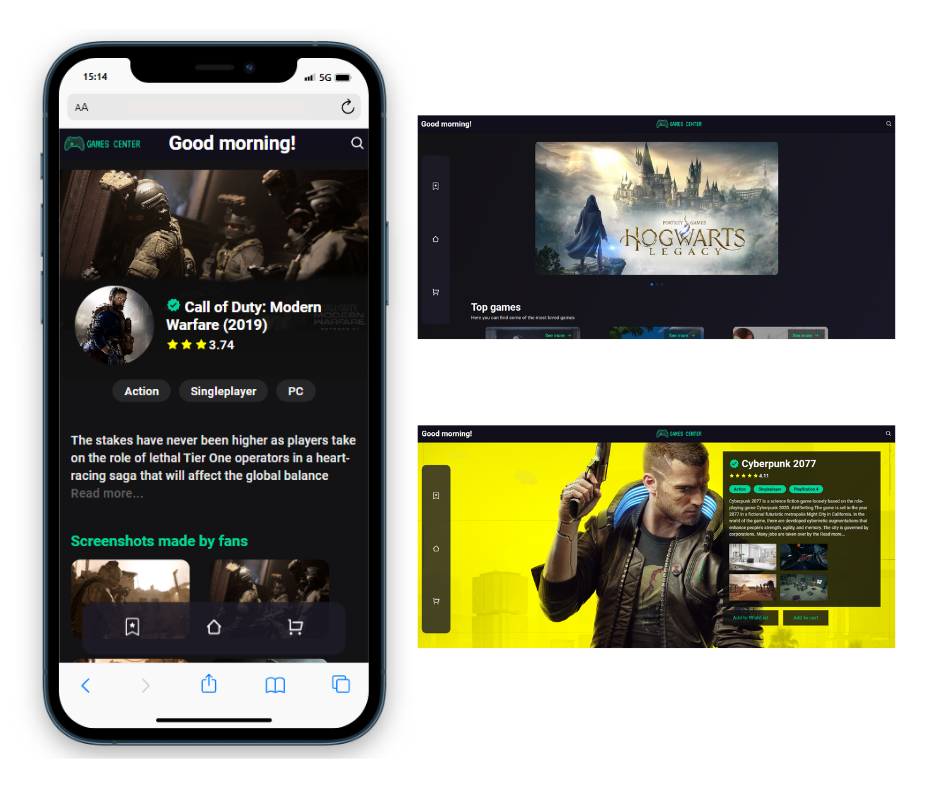 15:14
5G
AA
GAMES CENTER
Good morning!
Call of Duty: Modern
Warfare (2019)
3.74
Action
Singleplayer
PC
The stakes have never been higher as players take
on the role of lethal Tier One operators in a heart-
racing saga that will affect the global balance
Read more...
Screenshots made by fans
Good morning!
GAMES CENTER
PORTKEY GAMES
HOGWARTS
LEGACY
Top games
Here you can find some of the most loved games
See more →
See more →
See more →
Good morning!
GAMES CENTER
Cyberpunk 2077
4.11
Action
Singleplayer
PlayStation 4
Cyberpunk 2077 is a science fiction game loosely based on the role-
playing game Cyberpunk 2020. ###Setting The game is set in the year
2077 in a fictional futuristic metropolis Night City in California. In the
world of the game, there are developed cybernetic augmentations that
enhance people's strength, agility, and memory. The city is governed by
corporations. Many jobs are taken over by the Read more...
Add to Wishlist
Add to cart